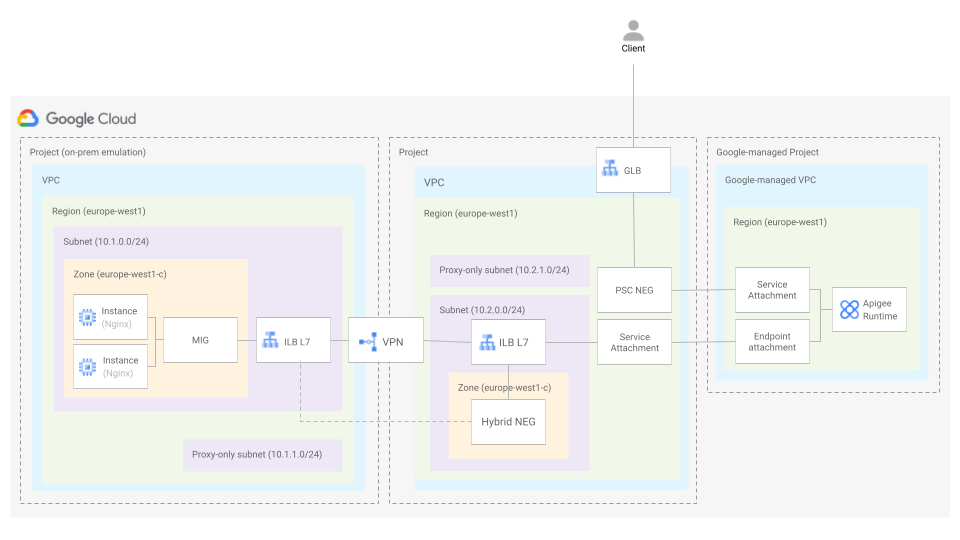 Client
Google Cloud
Project (on-prem emulation)
VPC
Region (europe-west1)
Subnet (10.1.0.0/24)
Zone (europe-west1-c)
Instance
(Nginx)
Instance
(Nginx)
MIG
ILB L7
Proxy-only subnet (10.1.1.0/24)
VPN
Project
VPC
GLB
Region (europe-west1)
Proxy-only subnet (10.2.1.0/24)
PSC NEG
Subnet (10.2.0.0/24)
ILB L7
Service
Attachment
Zone (europe-west1-c)
Hybrid NEG
Google-managed Project
Google-managed VPC
Region (europe-west1)
Service
Attachment
Endpoint
attachment
Apigee
Runtime